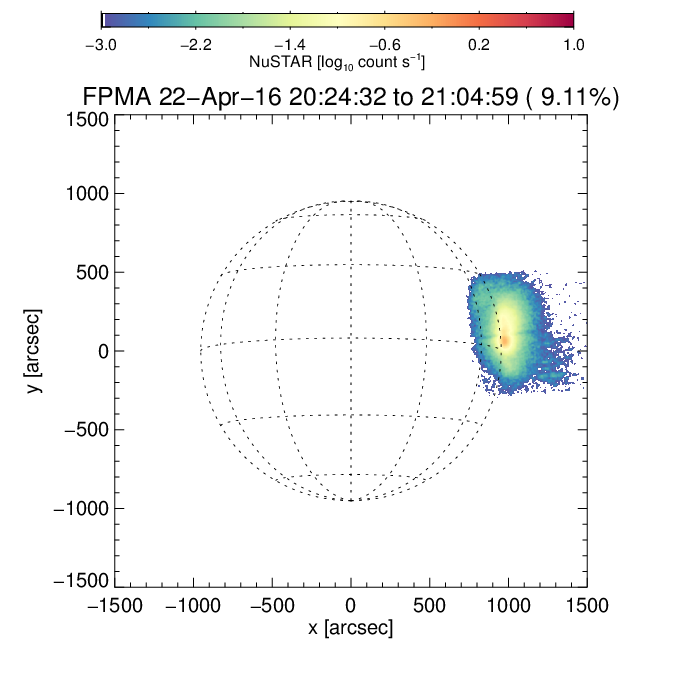 −3.0 −2.2 −1.4 −0.6 0.2 1.0
NuSTAR [log10 count s−1]
FPMA 22−Apr−16 20:24:32 to 21:04:59 ( 9.11%)
1500
1000
500
0
−500
−1000
−1500
y [arcsec]
−1500 −1000 −500 0 500 1000 1500
x [arcsec]